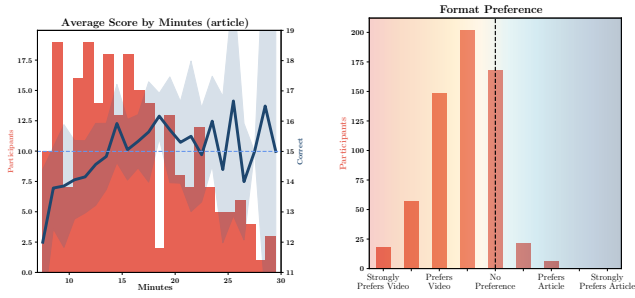 Average Score by Minutes (article)
Participants
17.5
15.0
12.5
10.0
7.5
5.0
2.5
0.0
19
18
17
16
15
14
13
12
11
Correct
10
15
20
25
30
Minutes
Format Preference
Participants
200
175
150
125
100
75
50
25
0
Strongly
Prefers Video
Prefers
Video
No
Preference
Prefers
Article
Strongly
Prefers Article